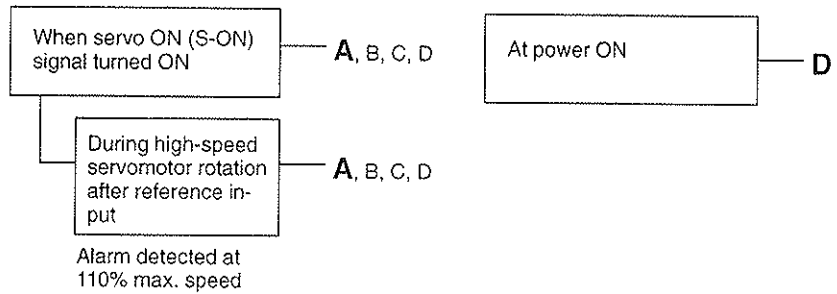 When servo ON (S-ON)
signal turned ON
A, B, C, D
During high-speed
servomotor rotation
after reference in-
put
A, B, C, D
Alarm detected at
110% max. speed
At power ON
D